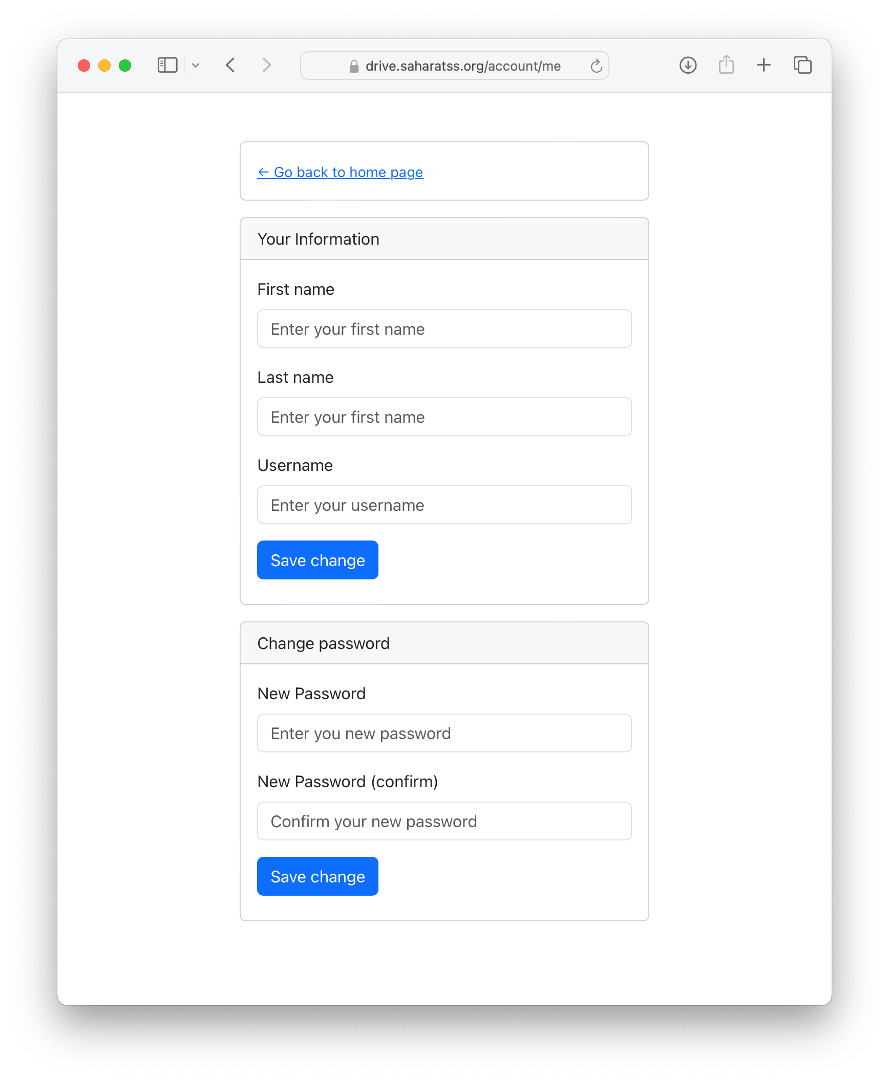 drive.saharatss.org/account/me
← Go back to home page
Your Information
First name
Enter your first name
Last name
Enter your first name
Username
Enter your username
Save change
Change password
New Password
Enter you new password
New Password (confirm)
Confirm your new password
Save change